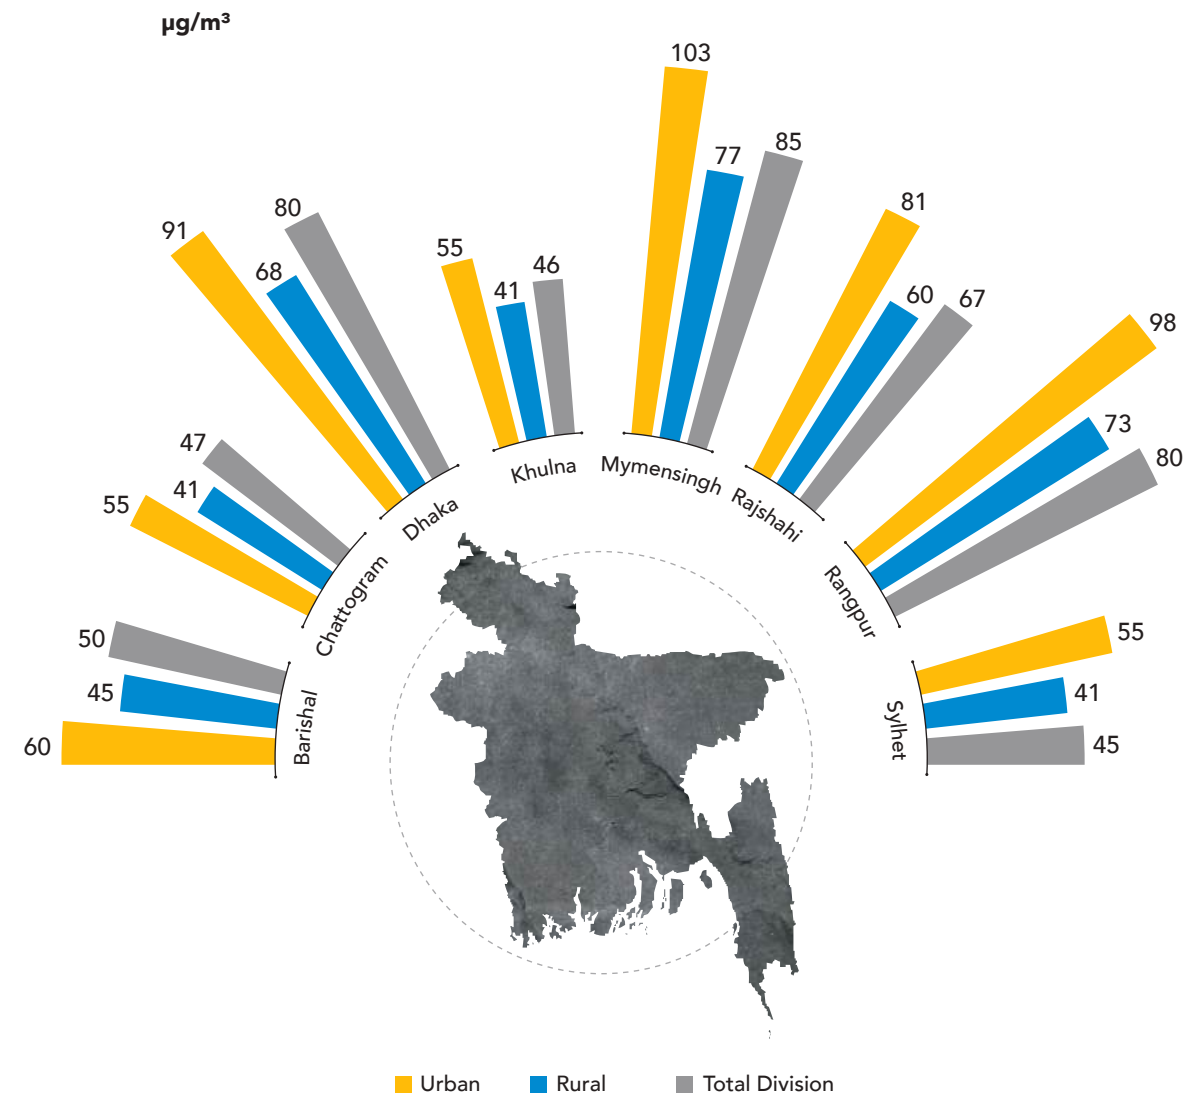 µg/m³
60
45
50
Barishal
55
41
47
Chattogram
91
68
80
Dhaka
55
41
46
Khulna
103
77
85
Mymensingh
81
60
67
Rajshahi
98
73
80
Rangpur
55
41
45
Sylhet
Urban Rural Total Division